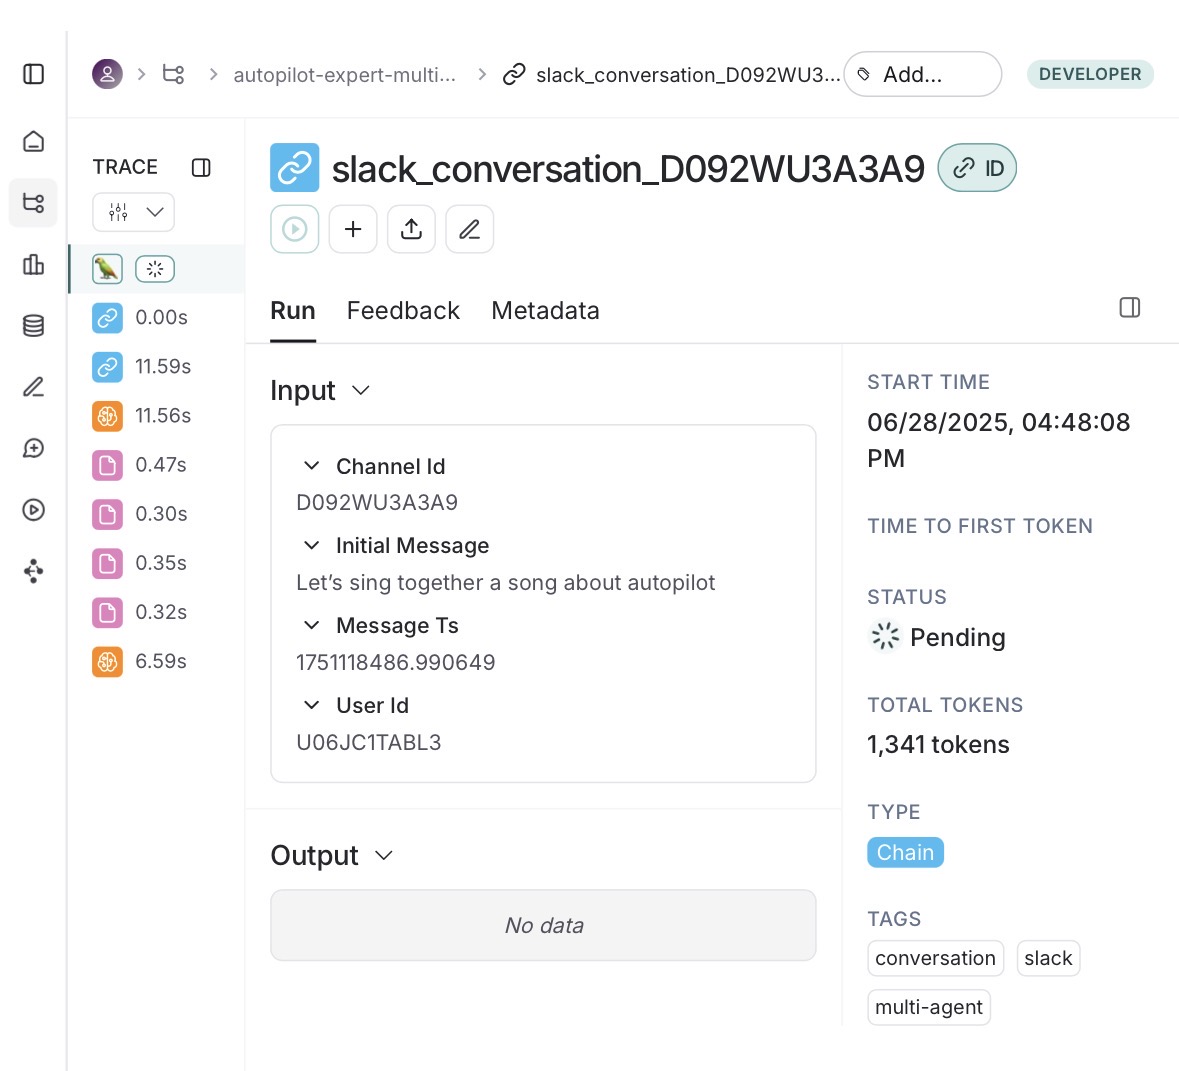 autopilot-expert-multi...
slack_conversation_D092WU3...
Add...
DEVELOPER
TRACE
0.00s
11.59s
11.56s
0.47s
0.30s
0.35s
0.32s
6.59s
slack_conversation_D092WU3A3A9
ID
Run
Feedback
Metadata
Input
Channel Id
D092WU3A3A9
Initial Message
Let's sing together a song about autopilot
Message Ts
1751118486.990649
User Id
U06JC1TABL3
Output
No data
START TIME
06/28/2025, 04:48:08
PM
TIME TO FIRST TOKEN
STATUS
Pending
TOTAL TOKENS
1,341 tokens
TYPE
Chain
TAGS
conversation
slack
multi-agent